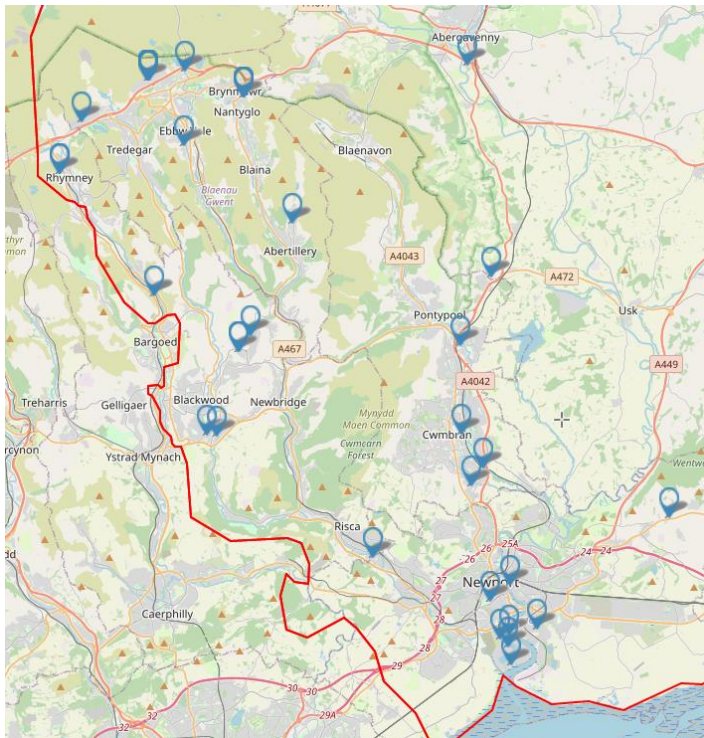 Abergavenny
Brynmawr
Nantyglo
Ebbw Vale
Tredegar
Blaenavon
Rhymney
Blaina
Blaenau
Gwent
Abertillery
A4043
A472
Usk
Pontypool
Bargoed
A467
A449
A4042
Treharris
Gelligaer
Blackwood
Newbridge
Mynydd
Maen Common
Cwmcarn
Forest
Cwmbran
Ystrad Mynach
Risca
25A
26
26
24
24
27
27
Newport
28
28
Caerphilly
29
30
30
29A
32
32